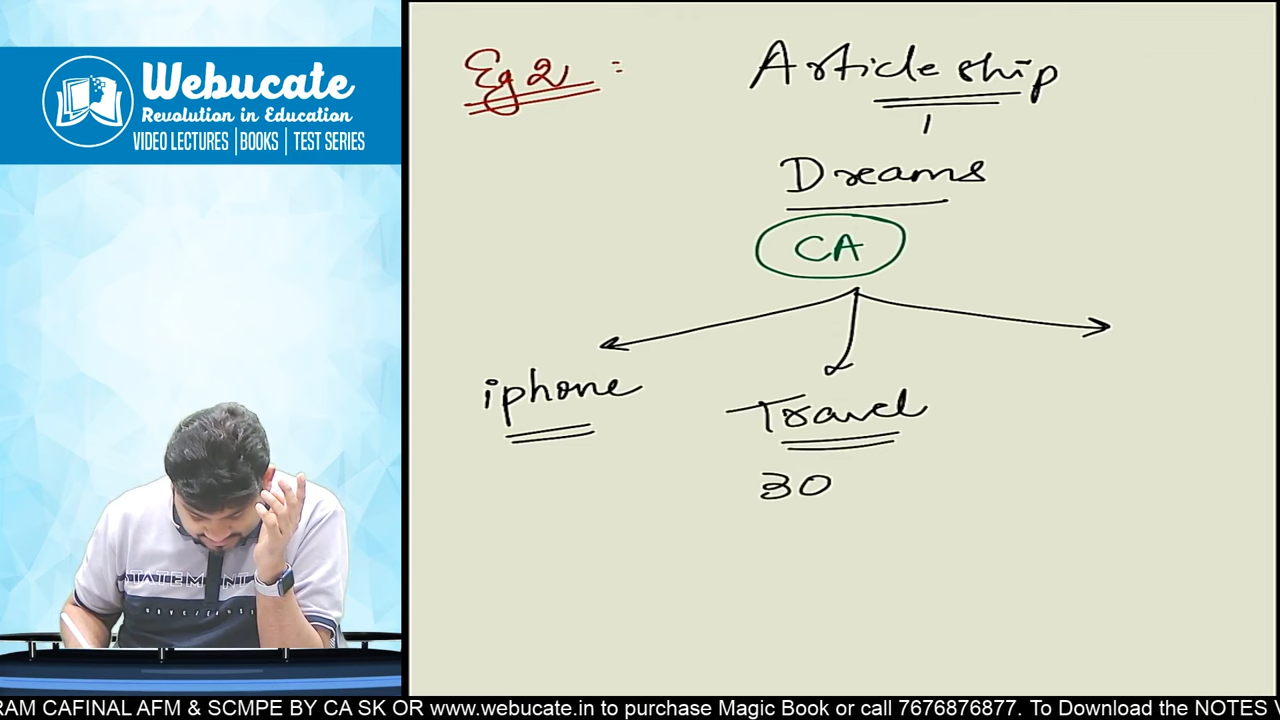 Webucate
Revolution in Education
VIDEO LECTURES | BOOKS | TEST SERIES
Eg 2 :
Articleship
Dreams
CA
iphone
Travel
30
STATEMENT
RAM CAFINAL AFM & SCMPE BY CA SK OR www.webucate.in to purchase Magic Book or call 7676876877. To Download the NOTES V